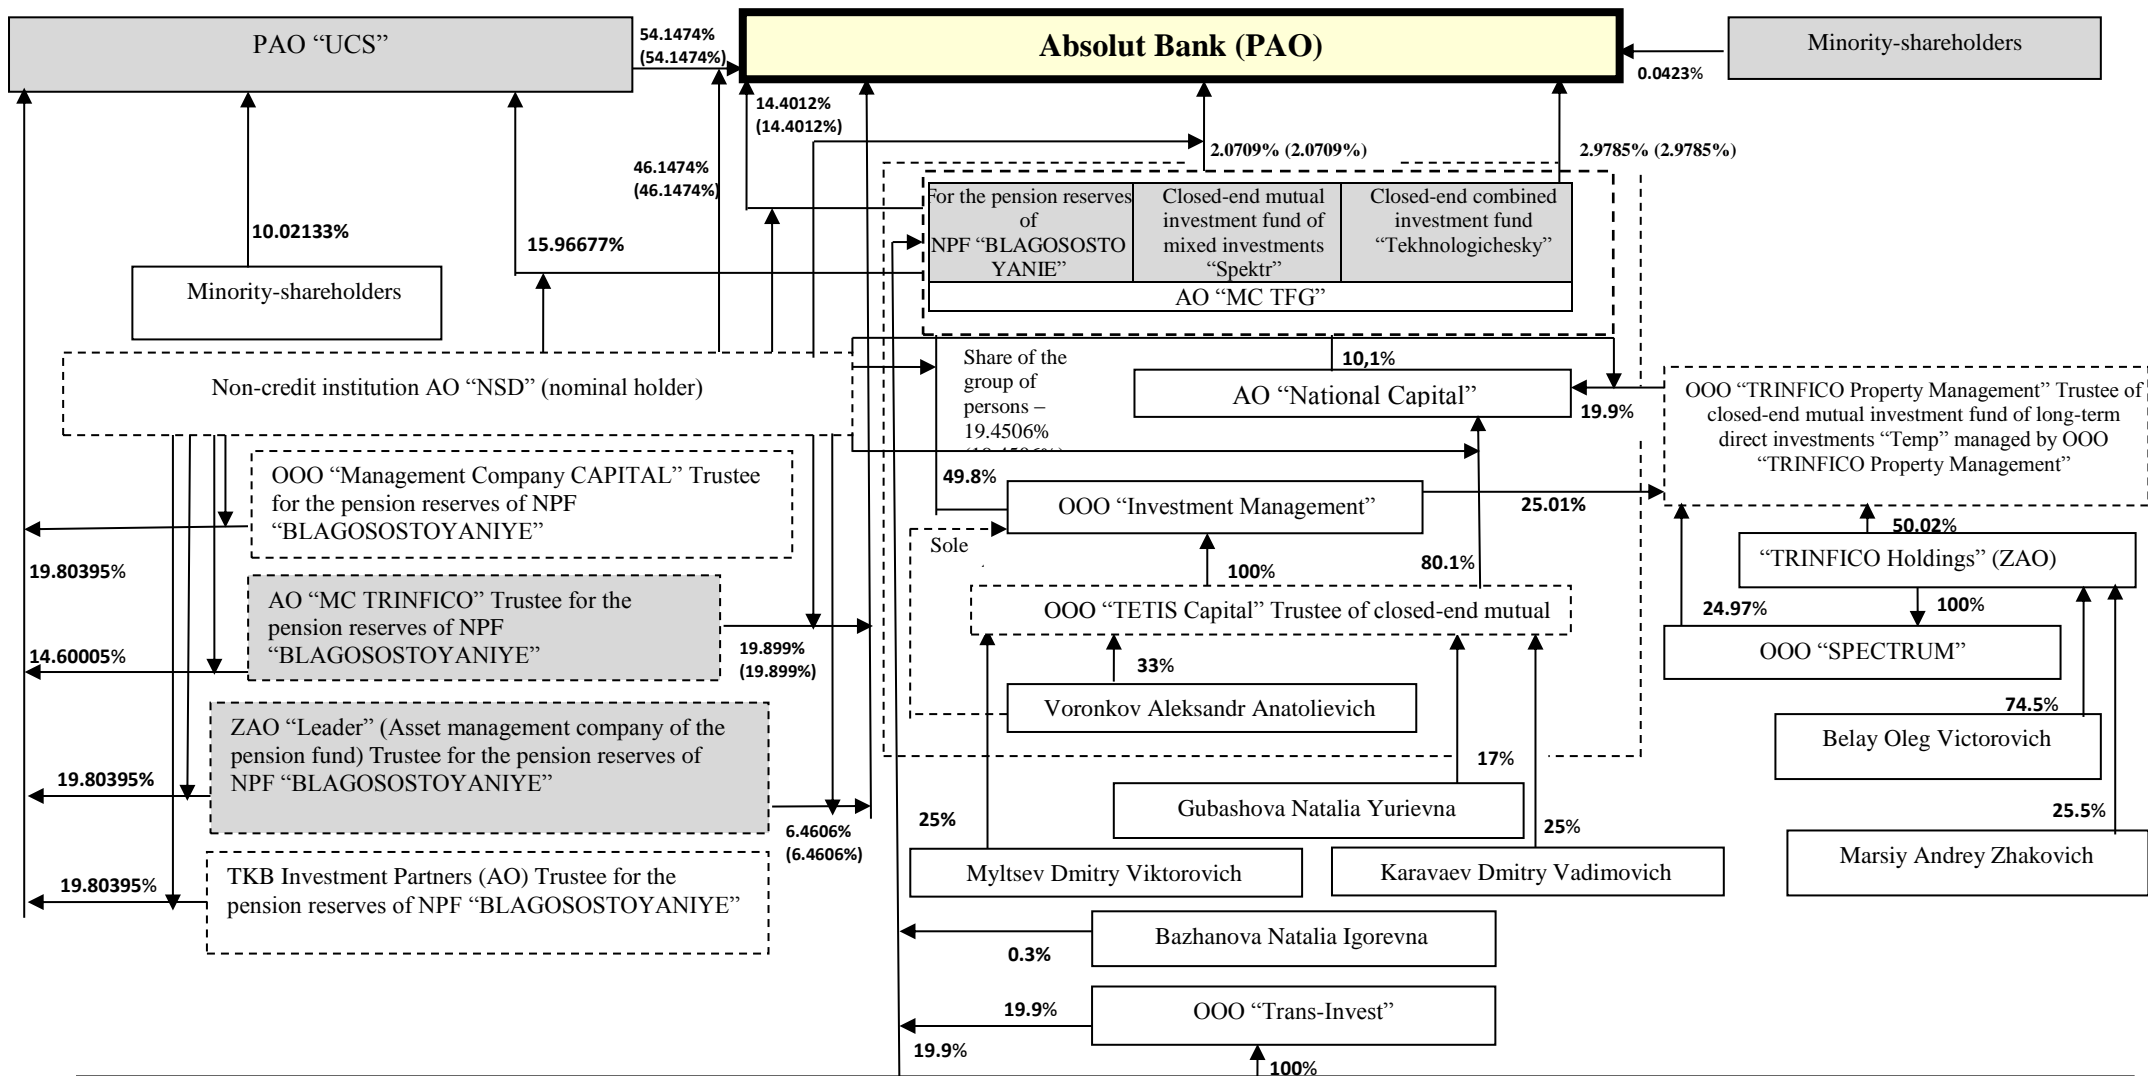 PAO “UCS”
54.1474%
(54.1474%)
Absolut Bank (PAO)
Minority-shareholders
0.0423%
14.4012%
(14.4012%)
2.0709% (2.0709%)
2.9785% (2.9785%)
46.1474%
(46.1474%)
10.02133%
15.96677%
For the pension reserves
of
NPF “BLAGOSOSTO
YANIE”
Closed-end mutual
investment fund of
mixed investments
“Spektr”
Closed-end combined
investment fund
“Tekhnologichesky”
AO “MC TFG”
Minority-shareholders
Non-credit institution AO “NSD” (nominal holder)
Share of the
group of
persons –
19.4506%
10,1%
AO “National Capital”
19.9%
OOO “TRINFICO Property Management” Trustee of
closed-end mutual investment fund of long-term
direct investments “Temp” managed by OOO
“TRINFICO Property Management”
OOO “Management Company CAPITAL” Trustee
for the pension reserves of NPF
“BLAGOSOSTOYANIYE”
19.80395%
49.8%
OOO “Investment Management”
25.01%
Sole
100%
80.1%
50.02%
“TRINFICO Holdings” (ZAO)
AO “MC TRINFICO” Trustee for the
pension reserves of NPF
“BLAGOSOSTOYANIYE”
14.60005%
19.899%
(19.899%)
OOO “TETIS Capital” Trustee of closed-end mutual
24.97%
100%
OOO “SPECTRUM”
33%
Voronkov Aleksandr Anatolievich
74.5%
Belay Oleg Victorovich
ZAO “Leader” (Asset management company of the
pension fund) Trustee for the pension reserves of
NPF “BLAGOSOSTOYANIYE”
19.80395%
6.4606%
(6.4606%)
17%
Gubashova Natalia Yurievna
25%
25%
25.5%
Myltsev Dmitry Viktorovich
Karavaev Dmitry Vadimovich
Marsiy Andrey Zhakovich
TKB Investment Partners (AO) Trustee for the
pension reserves of NPF “BLAGOSOSTOYANIYE”
19.80395%
Bazhanova Natalia Igorevna
0.3%
OOO “Trans-Invest”
19.9%
19.9%
100%